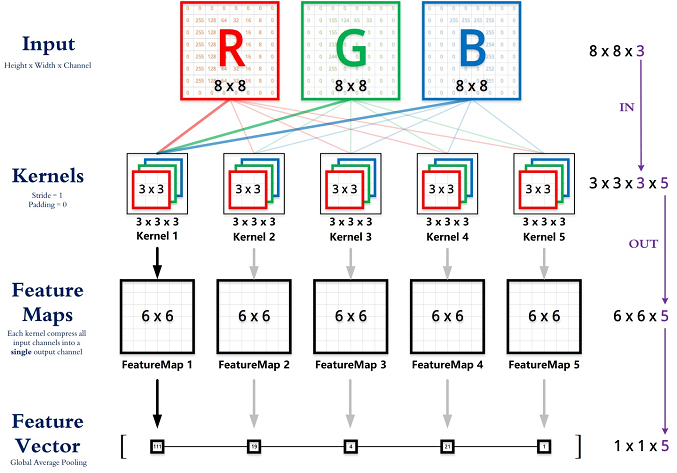 Input
Height x Width x Channel
R
8 x 8
G
8 x 8
B
8 x 8
8 x 8 x 3
IN
Kernels
Stride = 1
Padding = 0
3 x 3
3 x 3
3 x 3
3 x 3
3 x 3
3 x 3 x 3
Kernel 1
3 x 3 x 3
Kernel 2
3 x 3 x 3
Kernel 3
3 x 3 x 3
Kernel 4
3 x 3 x 3
Kernel 5
3 x 3 x 3 x 5
OUT
Feature
Maps
Each kernel compress all
input channels into a
single output channel
6 x 6
6 x 6
6 x 6
6 x 6
6 x 6
FeatureMap 1
FeatureMap 2
FeatureMap 3
FeatureMap 4
FeatureMap 5
6 x 6 x 5
Feature
Vector
Global Average Pooling
[ 111 19 4 21 1 ]
1 x 1 x 5